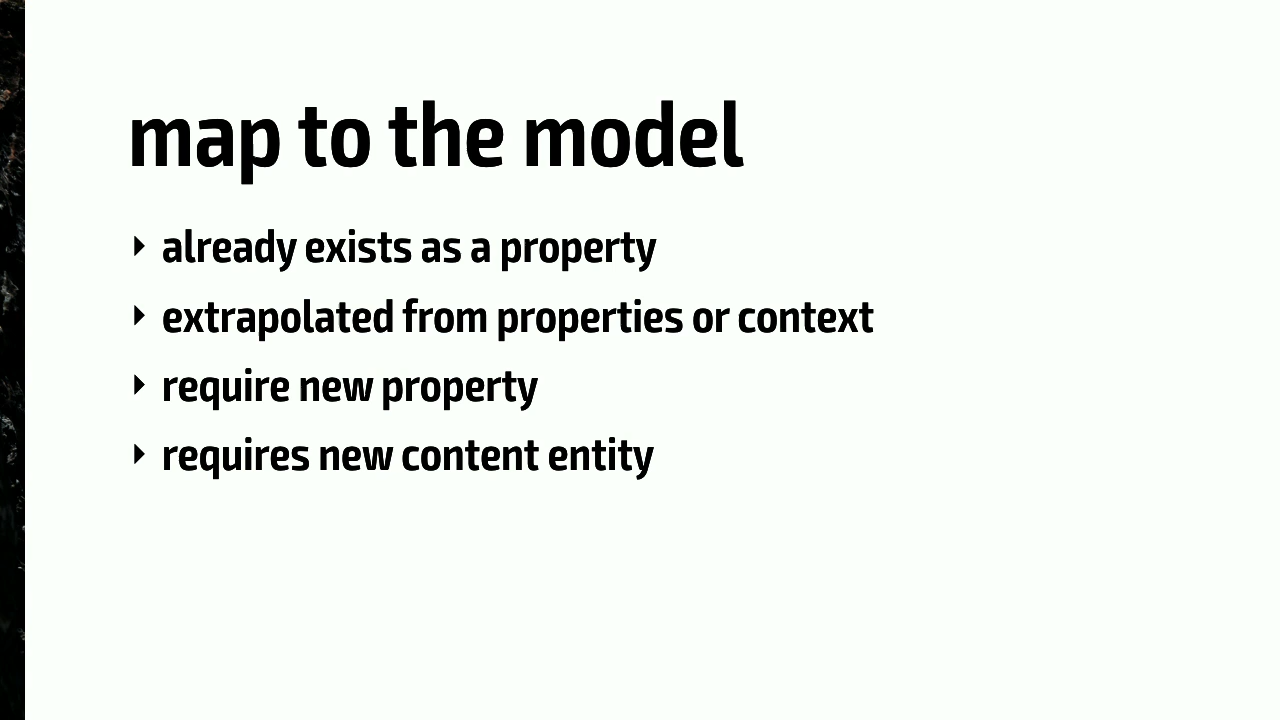 map to the model
already exists as a property
extrapolated from properties or context
require new property
requires new content entity